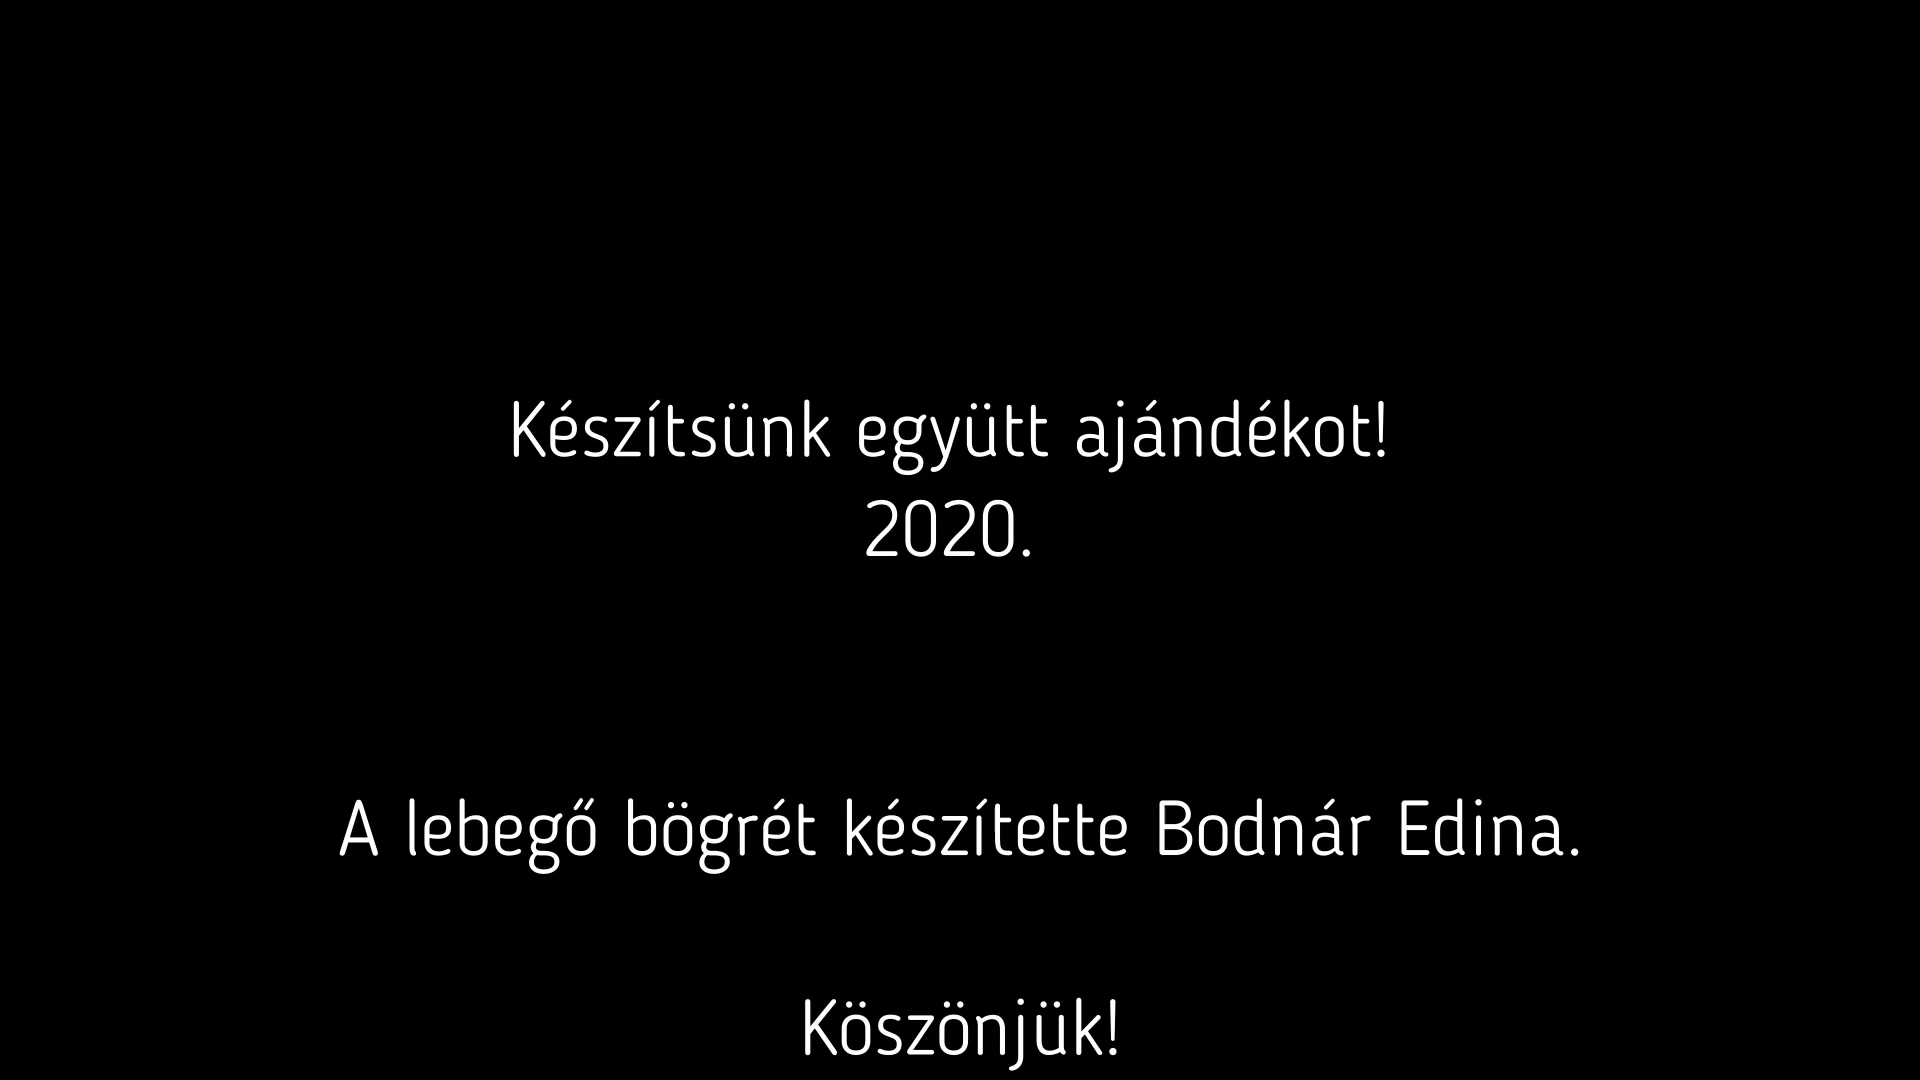 Készítsünk együtt ajándékot!
2020.
A lebegő bögrét készítette Bodnár Edina.
Köszönjük!